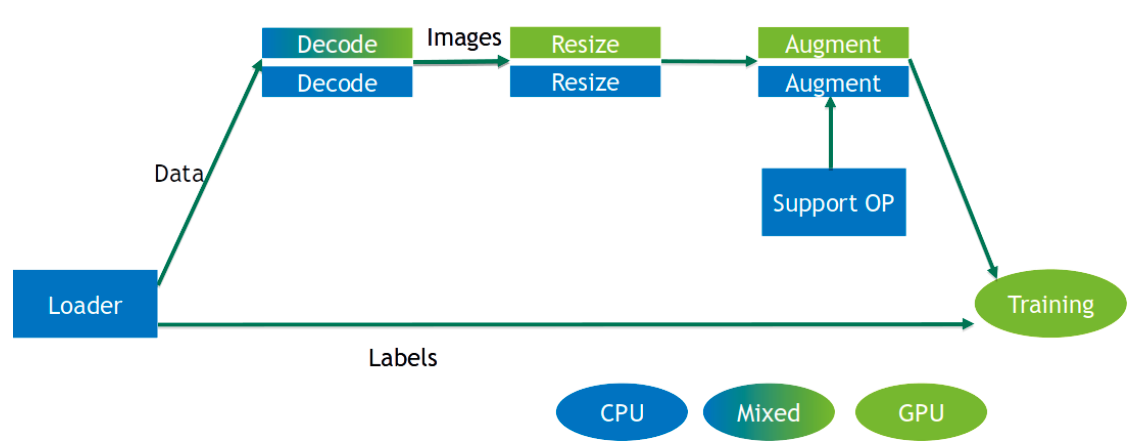 Decode
Images
Resize
Augment
Decode
Resize
Augment
Data
Support OP
Loader
Training
Labels
CPU
Mixed
GPU